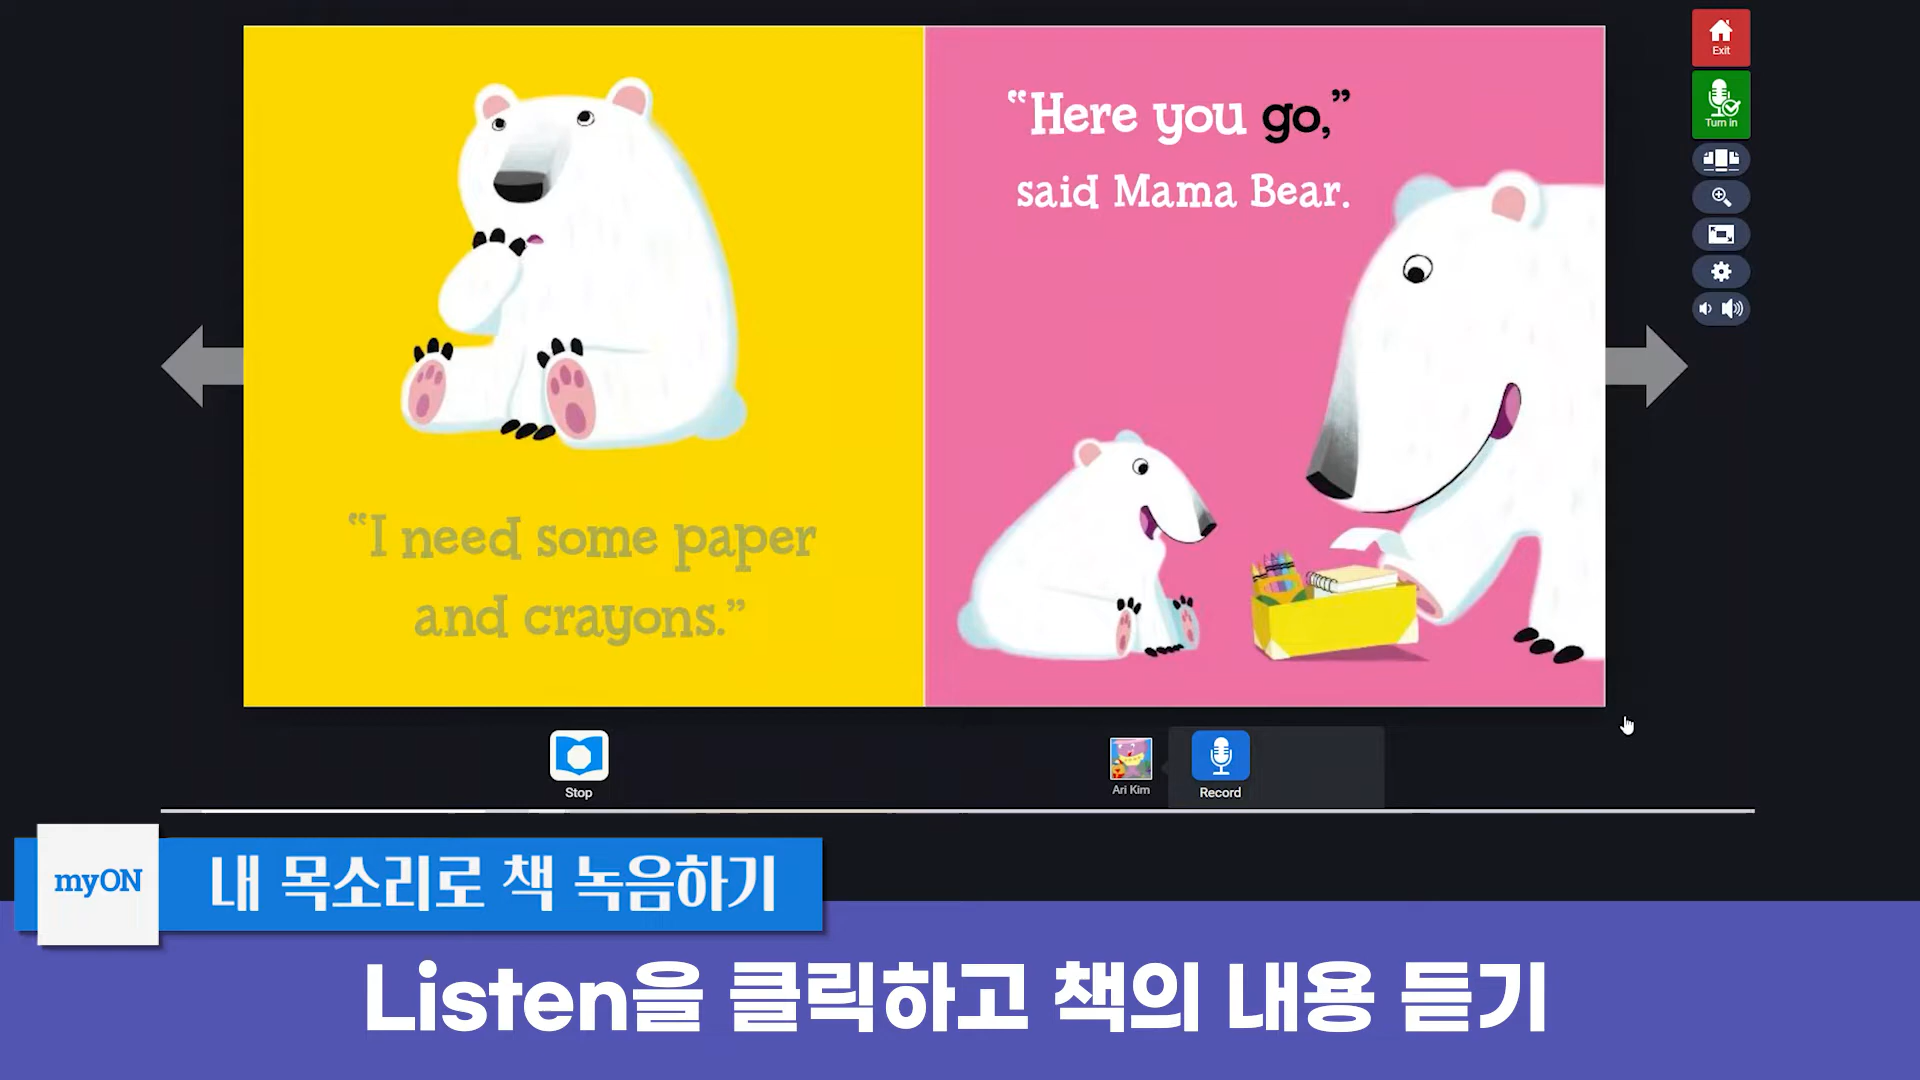 Exit
Turn in
“Here you go,”
said Mama Bear.
“I need some paper
and crayons.”
Stop
Ari Kim
Record
myON
내 목소리로 책 녹음하기
Listen을 클릭하고 책의 내용 듣기